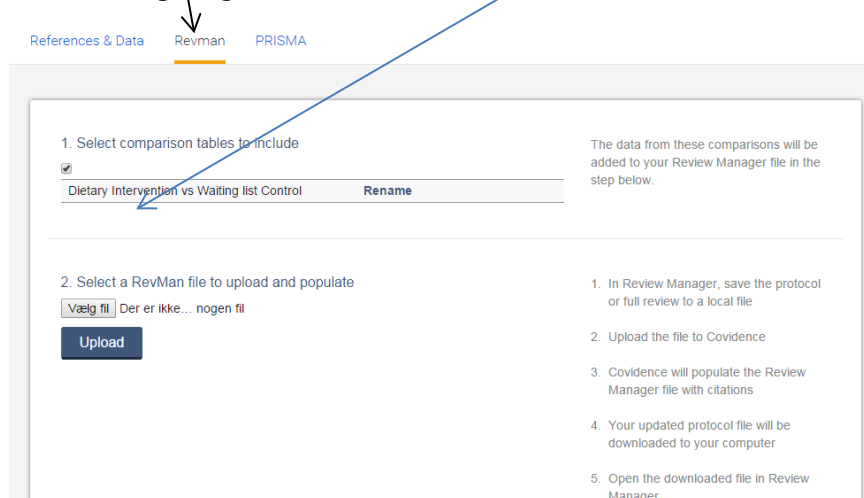 References & Data Revman PRISMA
1. Select comparison tables to include
Dietary Intervention vs Waiting list Control Rename
The data from these comparisons will be
added to your Review Manager file in the
step below.
2. Select a RevMan file to upload and populate
Vælg fil Der er ikke... nogen fil
Upload
1. In Review Manager, save the protocol
or full review to a local file
2. Upload the file to Covidence
3. Covidence will populate the Review
Manager file with citations
4. Your updated protocol file will be
downloaded to your computer
5. Open the downloaded file in Review
Manager